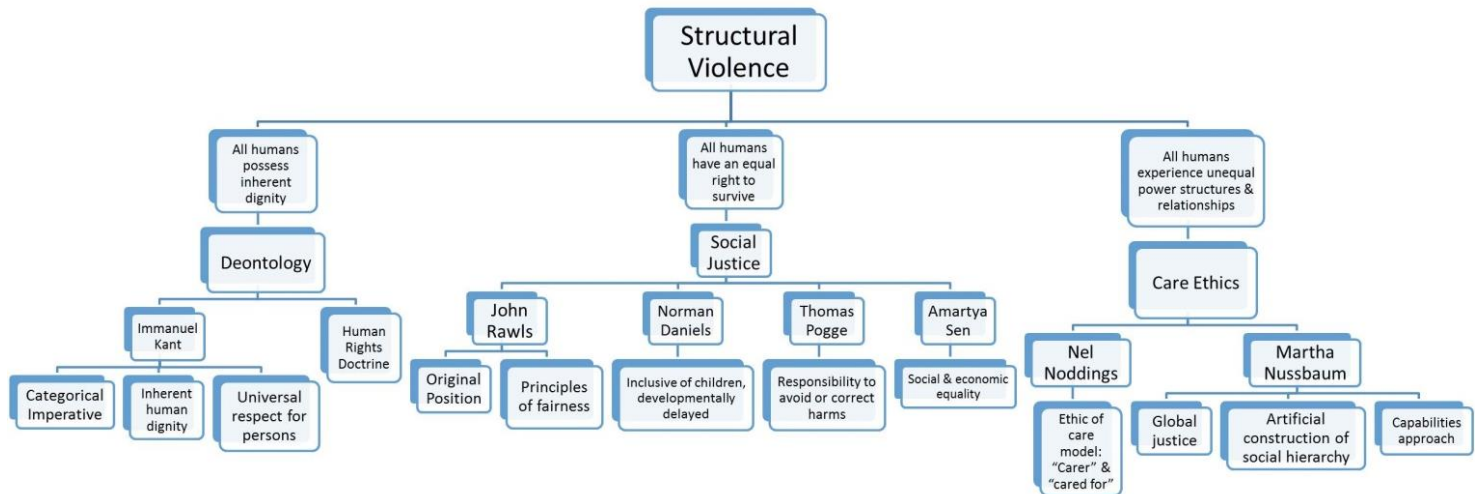 Structural
Violence
All humans
possess
inherent
dignity
All humans
have an equal
right to
survive
All humans
experience unequal
power structures &
relationships
Deontology
Social
Justice
Care Ethics
Immanuel
Kant
Human
Rights
Doctrine
John
Rawls
Norman
Daniels
Thomas
Pogge
Amartya
Sen
Nel
Noddings
Martha
Nussbaum
Categorical
Imperative
Inherent
human
dignity
Universal
respect for
persons
Original
Position
Principles
of fairness
Inclusive of children,
developmentally
delayed
Responsibility to
avoid or correct
harms
Social & economic
equality
Ethic of
care
model:
“Carer” &
“cared for”
Global
justice
Artificial
construction of
social hierarchy
Capabilities
approach